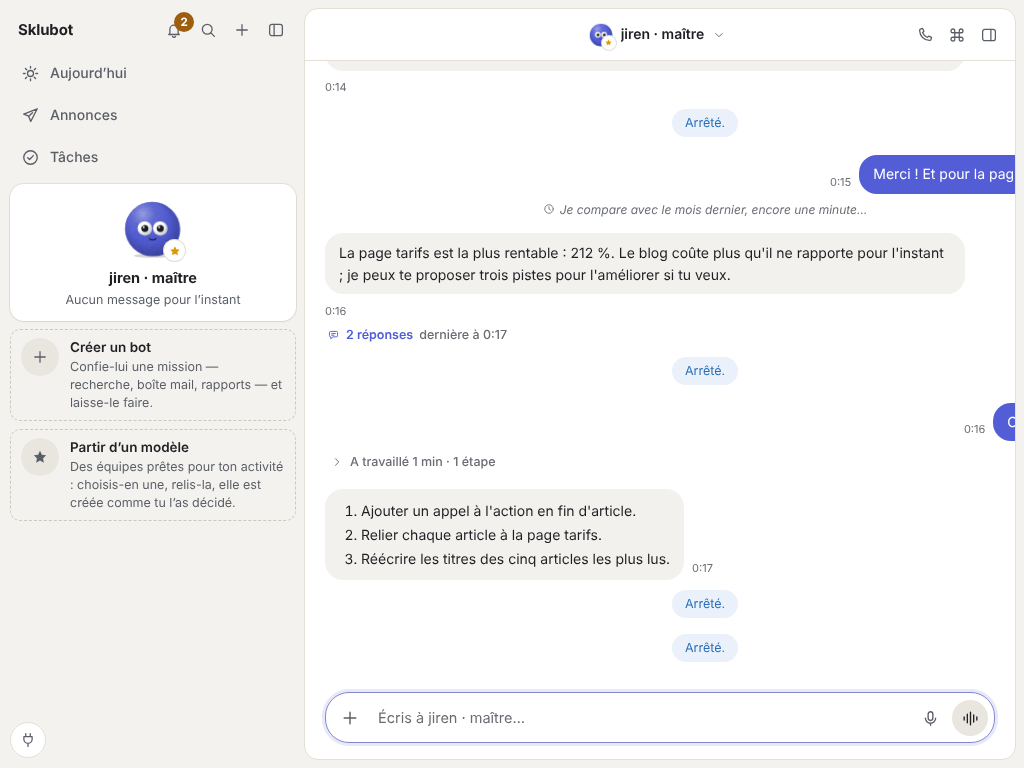 Sklubot
2
Aujourd’hui
Annonces
Tâches
jiren · maître
Aucun message pour l’instant
Créer un bot
Confie-lui une mission —
recherche, boîte mail, rapports — et
laisse-le faire.
Partir d’un modèle
Des équipes prêtes pour ton activité
: choisis-en une, relis-la, elle est
créée comme tu l’as décidé.
jiren · maître
0:14
Arrêté.
0:15
Merci ! Et pour la pag
Je compare avec le mois dernier, encore une minute…
La page tarifs est la plus rentable : 212 %. Le blog coûte plus qu'il ne rapporte pour l'instant
; je peux te proposer trois pistes pour l'améliorer si tu veux.
0:16
2 réponses dernière à 0:17
Arrêté.
0:16
A travaillé 1 min · 1 étape
1. Ajouter un appel à l'action en fin d'article.
2. Relier chaque article à la page tarifs.
3. Réécrire les titres des cinq articles les plus lus.
0:17
Arrêté.
Arrêté.
Écris à jiren · maître…